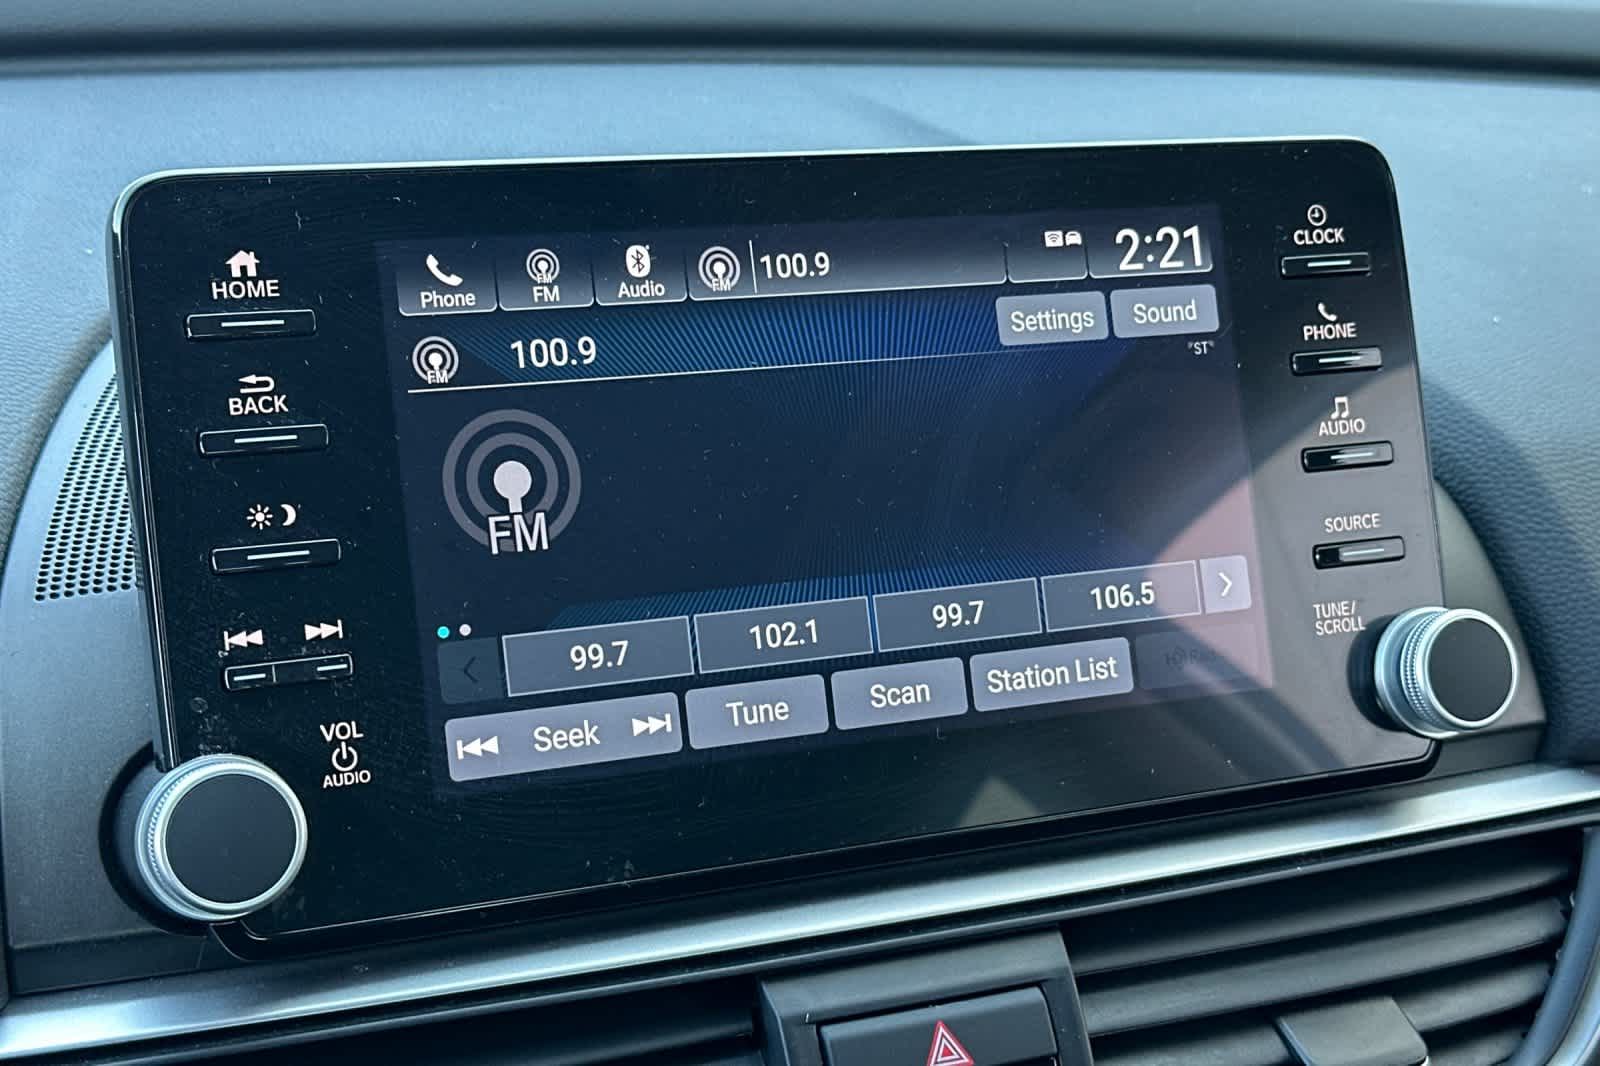 HOME
BACK
VOL
AUDIO
Phone
FM
FM
Audio
FM
100.9
2:21
FM
100.9
Settings
Sound
"ST"
FM
99.7
102.1
99.7
106.5
Seek
Tune
Scan
Station List
CLOCK
PHONE
AUDIO
SOURCE
TUNE/
SCROLL